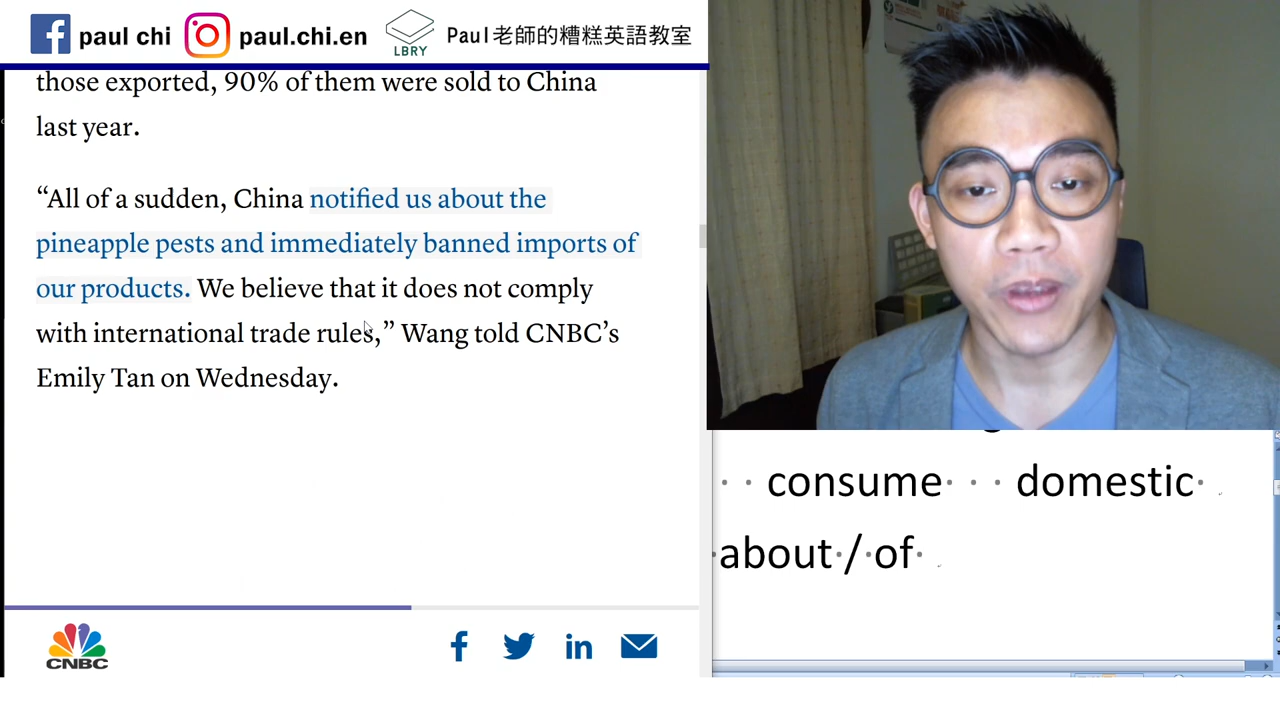 paul chi paul.chi.en LBRY Paul老師的糟糕英語教室
those exported, 90% of them were sold to China
last year.
“All of a sudden, China notified us about the
pineapple pests and immediately banned imports of
our products. We believe that it does not comply
with international trade rules,” Wang told CNBC’s
Emily Tan on Wednesday.
consume domestic
about / of
CNBC